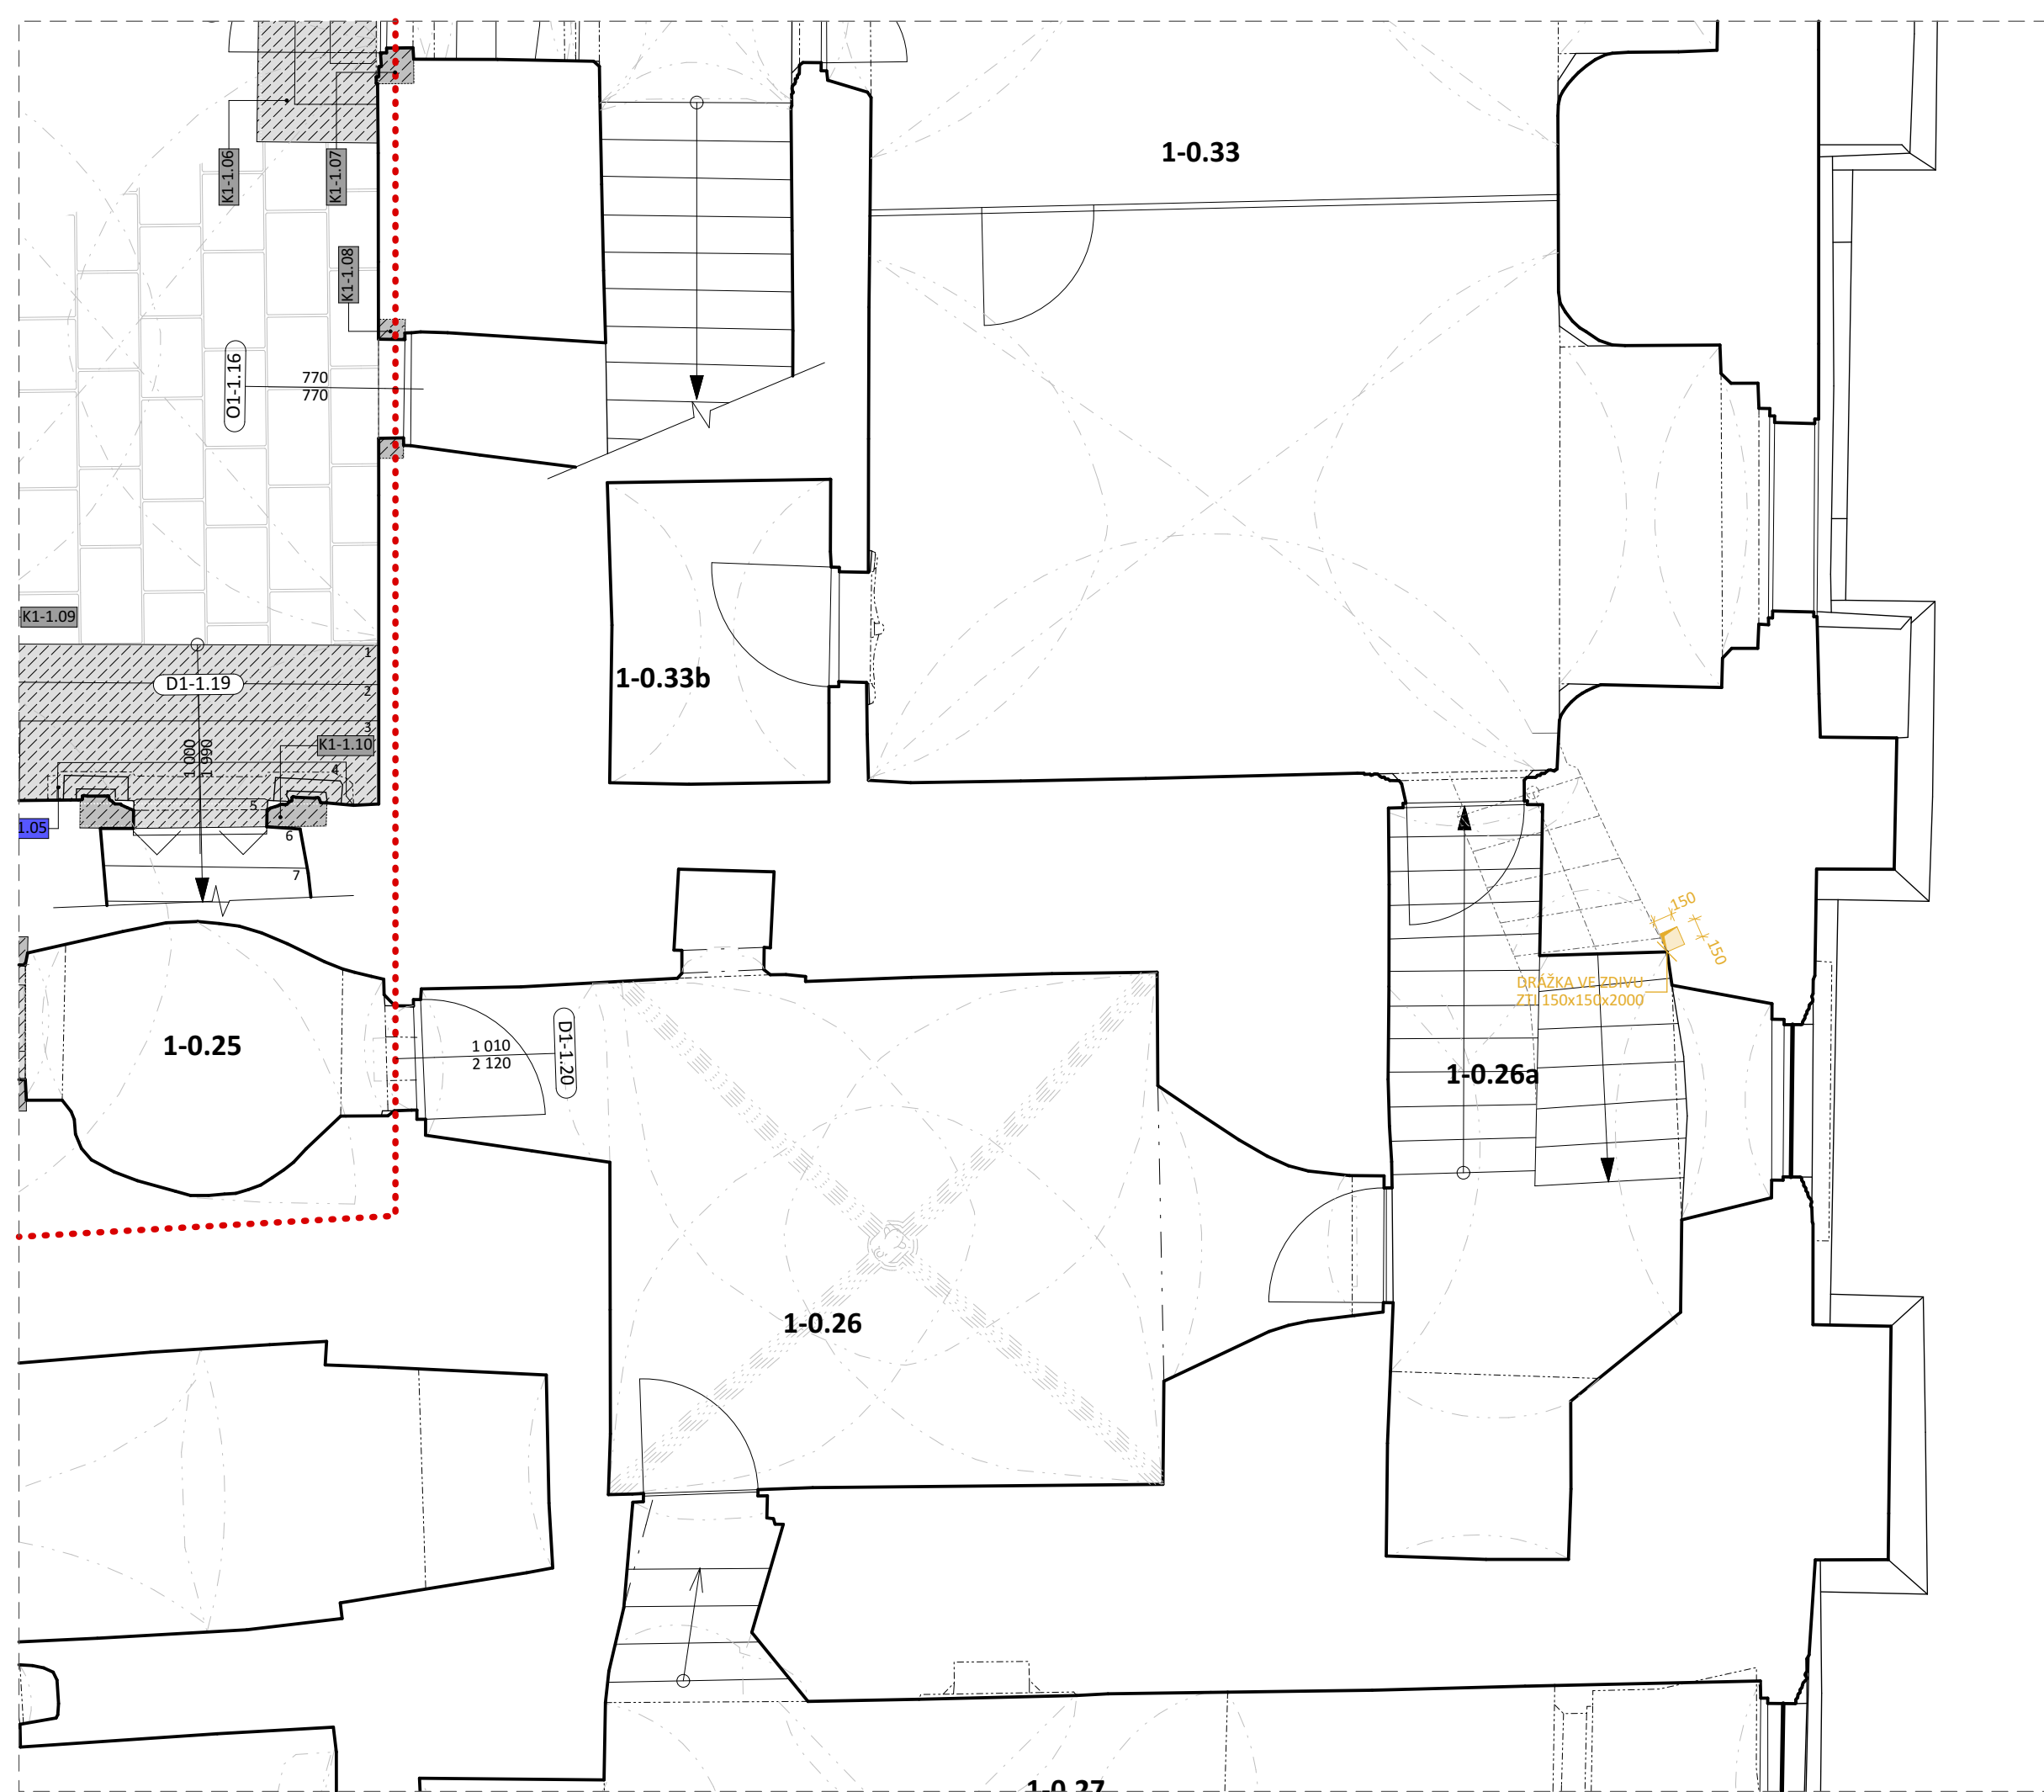 1-0.33
K1-1.06
K1-1.07
K1-1.08
O1-1.16
770
770
K1-1.09
1
2
3
4
5
6
7
D1-1.19
1 000
1 990
K1-1.10
1.05
1-0.33b
150
150
DRÁŽKA VE ZDIVU
ZTI 150x150x2000
1-0.25
1 010
2 120
D1-1.20
1-0.26a
1-0.26
1-0.27